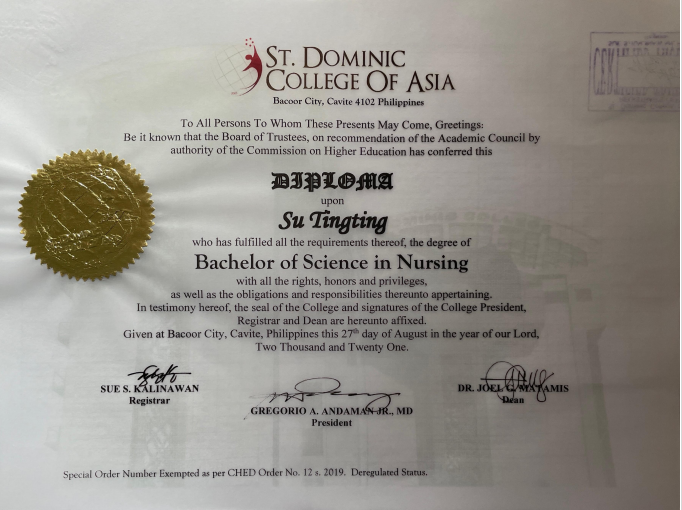 ST. DOMINIC
COLLEGE OF ASIA
Bacoor City, Cavite 4102 Philippines
To All Persons To Whom These Presents May Come, Greetings:
Be it known that the Board of Trustees, on recommendation of the Academic Council by
authority of the Commission on Higher Education has conferred this
DIPLOMA
upon
Su Tingting
who has fulfilled all the requirements thereof, the degree of
Bachelor of Science in Nursing
with all the rights, honors and privileges,
as well as the obligations and responsibilities thereunto appertaining.
In testimony hereof, the seal of the College and signatures of the College President,
Registrar and Dean are hereunto affixed.
Given at Bacoor City, Cavite, Philippines this 27th day of August in the year of our Lord,
Two Thousand and Twenty One.
SUE S. KALINAWAN
Registrar
GREGORIO A. ANDAMAN JR., MD
President
DR. JOEL G. MATAMIS
Dean
Special Order Number Exempted as per CHED Order No. 12 s. 2019. Deregulated Status.